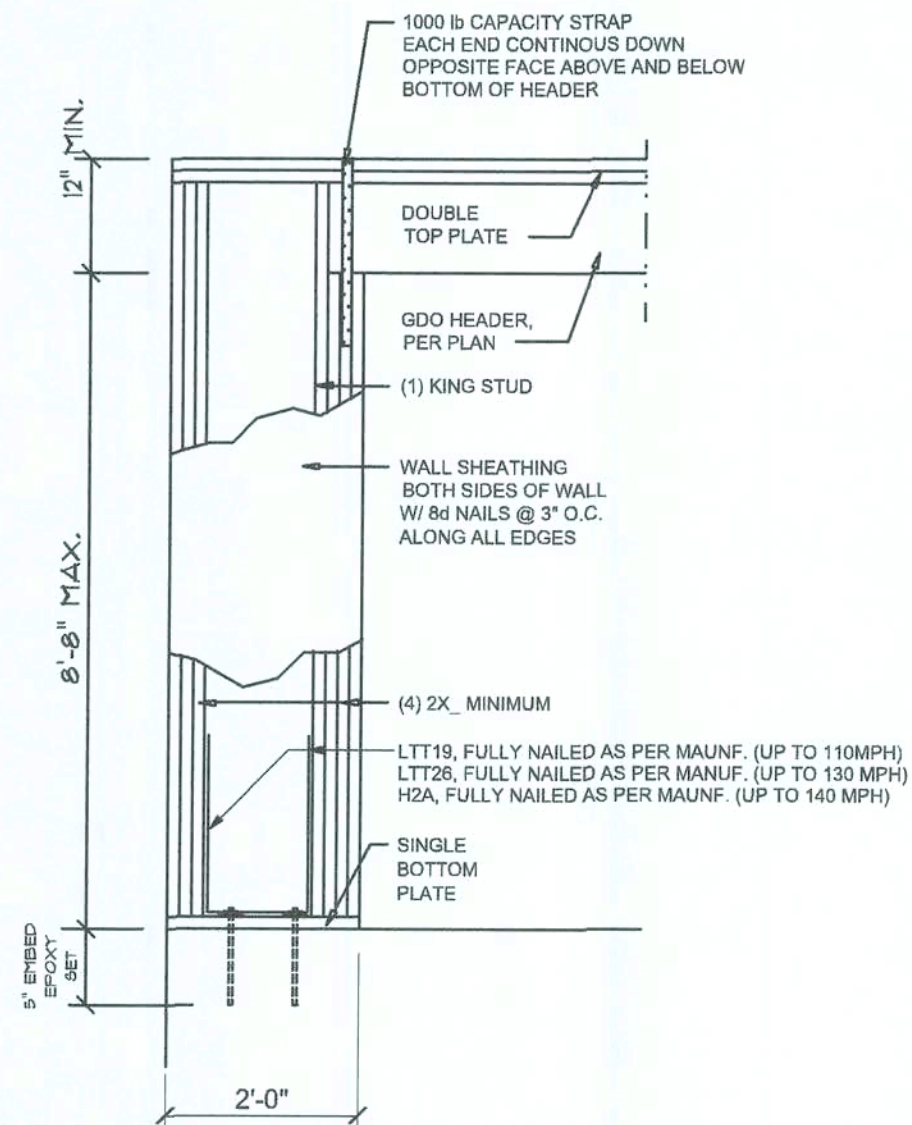 1000 lb CAPACITY STRAP
EACH END CONTINOUS DOWN
OPPOSITE FACE ABOVE AND BELOW
BOTTOM OF HEADER
12" MIN.
DOUBLE
TOP PLATE
GDO HEADER,
PER PLAN
(1) KING STUD
WALL SHEATHING
BOTH SIDES OF WALL
W/ 8d NAILS @ 3" O.C.
ALONG ALL EDGES
8'-8" MAX.
(4) 2X_ MINIMUM
LTT19, FULLY NAILED AS PER MAUNF. (UP TO 110MPH)
LTT26, FULLY NAILED AS PER MANUF. (UP TO 130 MPH)
H2A, FULLY NAILED AS PER MAUNF. (UP TO 140 MPH)
SINGLE
BOTTOM
PLATE
5" EMBED
EPOXY
SET
2'-0"